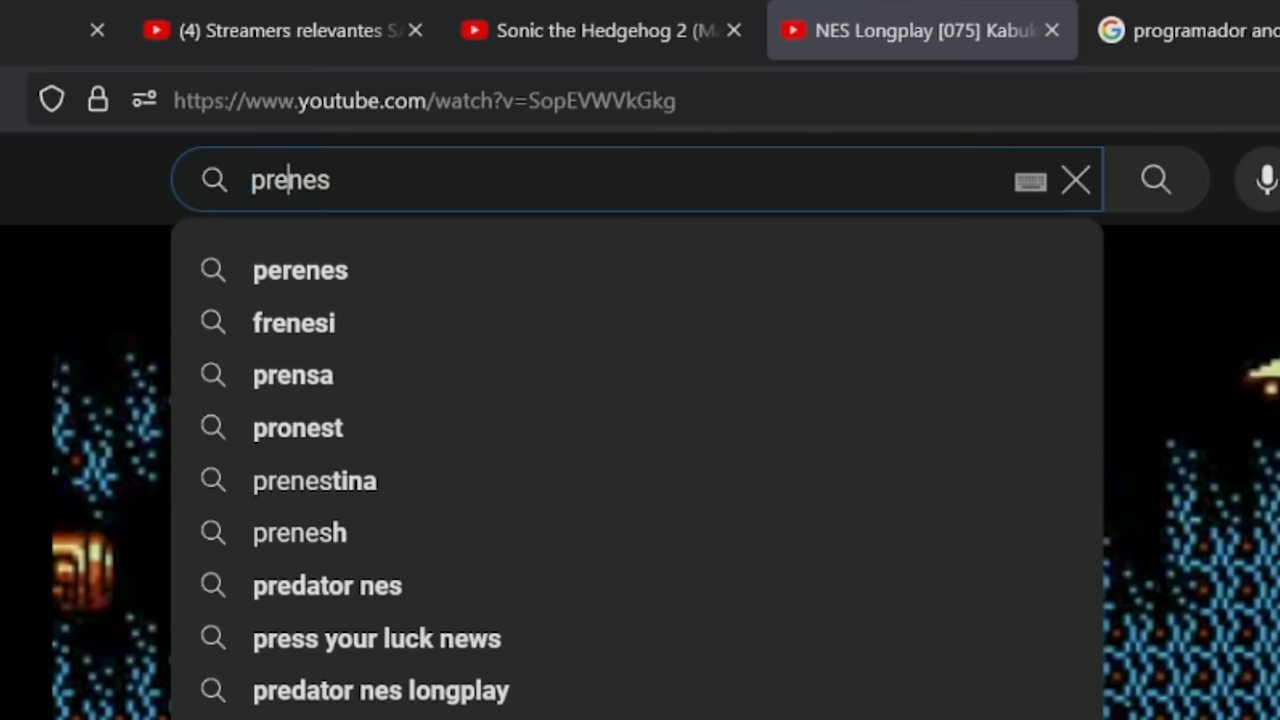 (4) Streamers relevantes
Sonic the Hedgehog 2 (M
NES Longplay [075] Kabuk
programador and
https://www.youtube.com/watch?v=SopEVWVkGkg
prenes
perenes
frenesi
prensa
pronest
prenestina
prenesh
predator nes
press your luck news
predator nes longplay